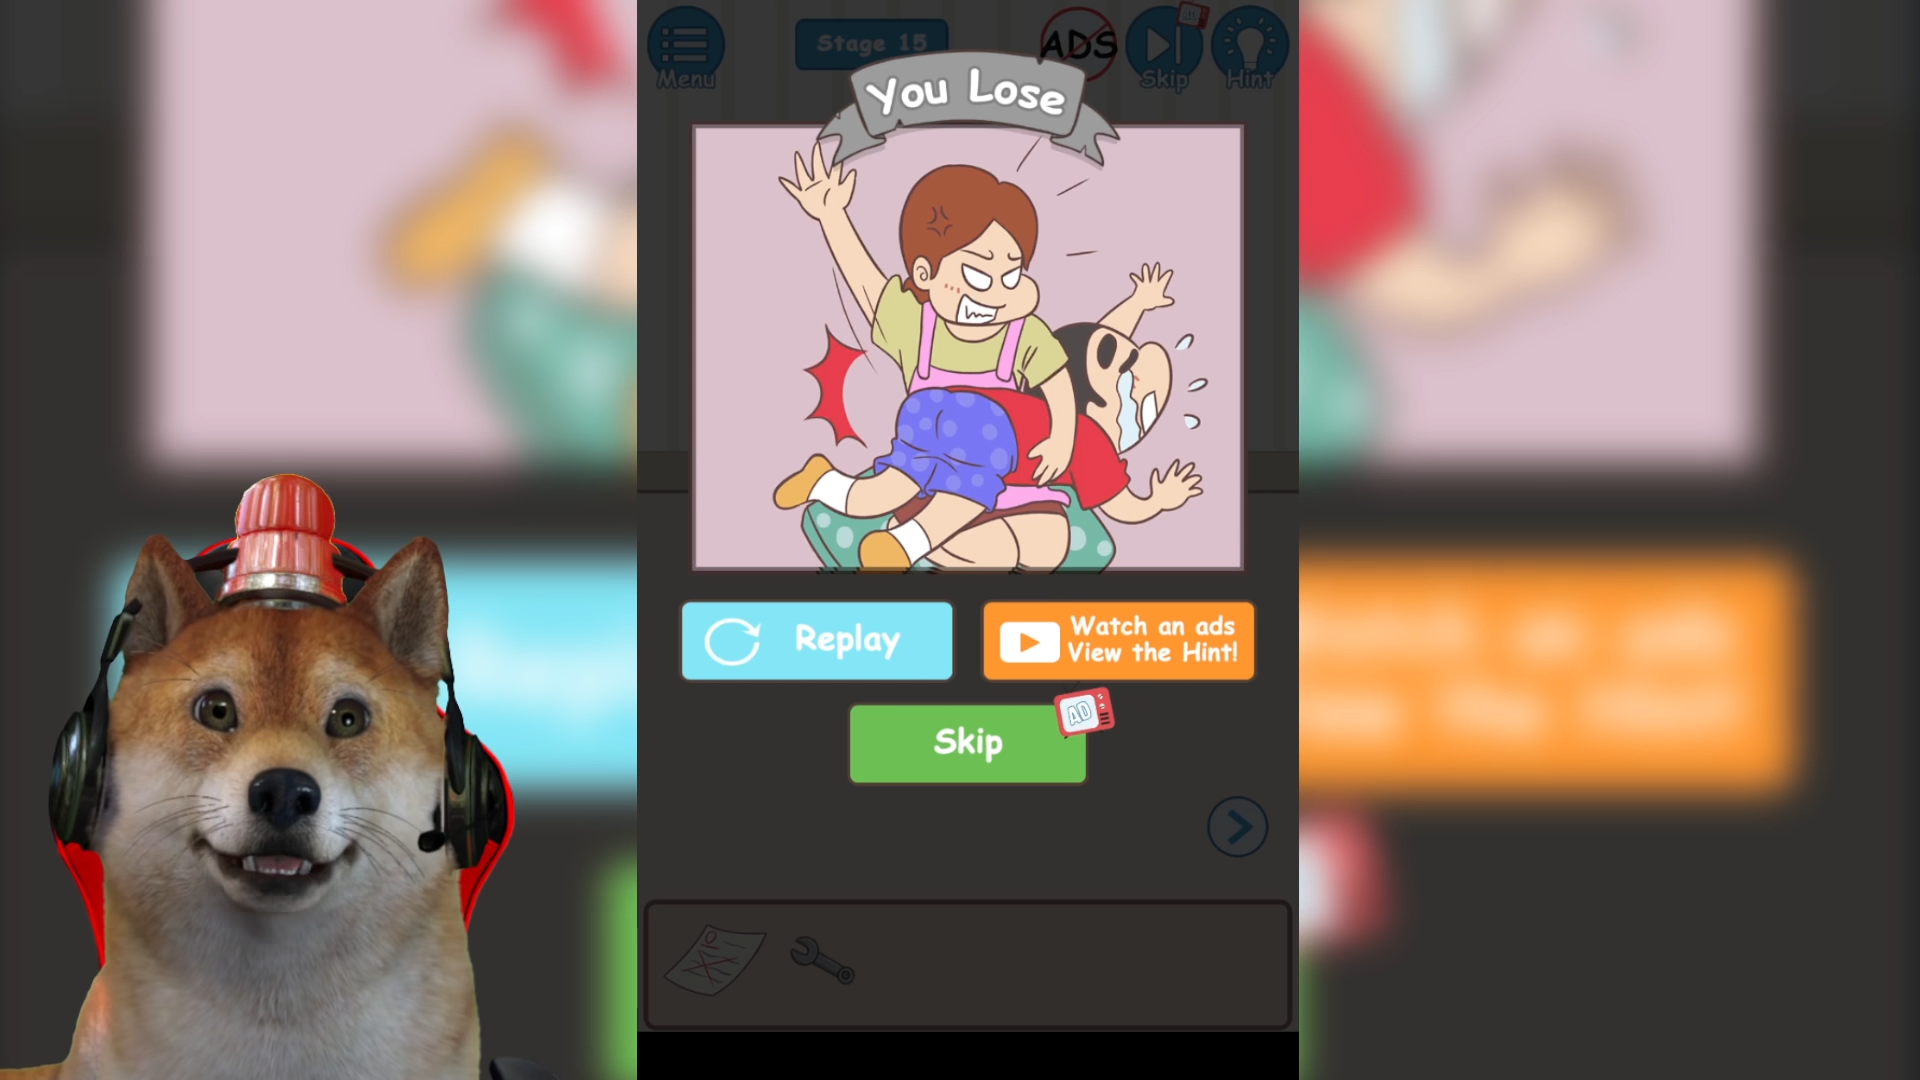 Stage 15
ADS
Menu
Skip
Hint
You Lose
Replay
Watch an ads
View the Hint!
AD
Skip